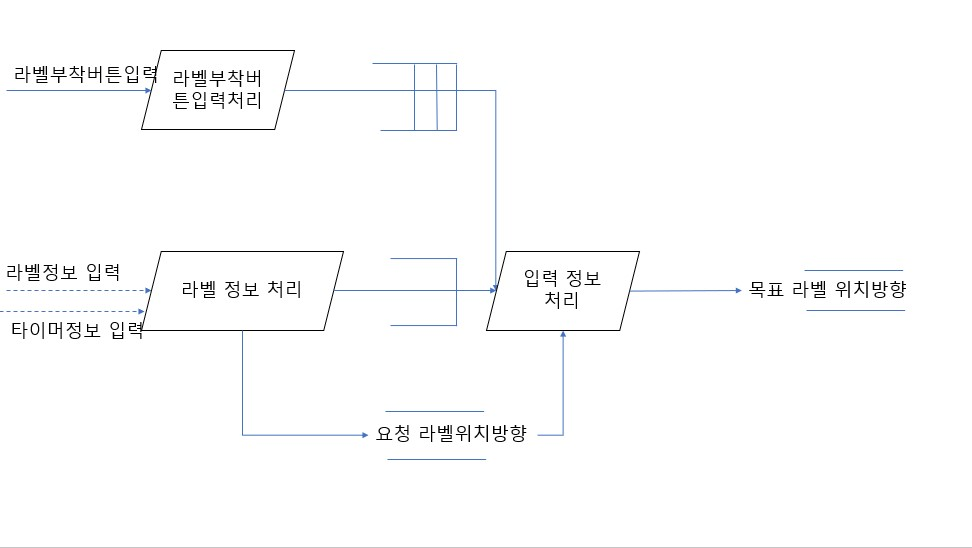 라벨부착버튼입력
라벨부착버
튼입력처리
라벨정보 입력
타이머정보 입력
라벨 정보 처리
입력 정보
처리
목표 라벨 위치방향
요청 라벨위치방향